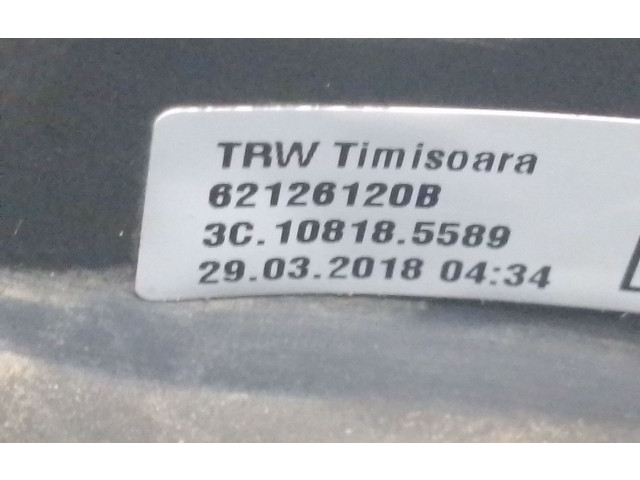 TRW Timisoara
62126120B
3C.10818.5589
29.03.2018 04:34